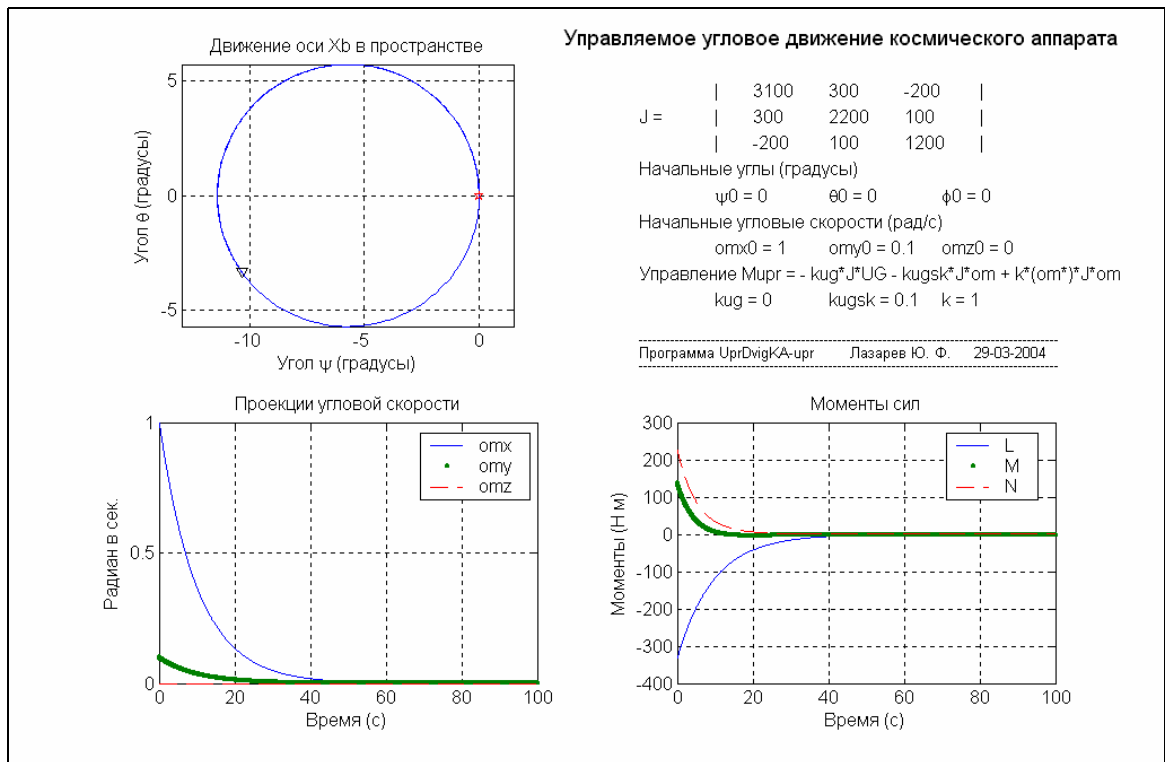 Управляемое угловое движение космического аппарата
Движение оси Xb в пространстве
5
0
-5
-10
-5
0
Угол θ (градусы)
Угол ψ (градусы)
| 3100 300 -200 |
J = | 300 2200 100 |
| -200 100 1200 |
Начальные углы (градусы)
ψ0 = 0 θ0 = 0 ϕ0 = 0
Начальные угловые скорости (рад/с)
omx0 = 1 omy0 = 0.1 omz0 = 0
Управление Mupr = - kug*J*UG - kugsk*J*om + k*(om*)*J*om
kug = 0 kugsk = 0.1 k = 1
Программа UprDvigKA-upr Лазарев Ю. Ф. 29-03-2004
Проекции угловой скорости
1
0.5
0
0 20 40 60 80 100
Радиан в сек.
Время (с)
omx
omy
omz
Моменты сил
300
200
100
0
-100
-200
-300
-400
0 20 40 60 80 100
Моменты (Н м)
Время (с)
L
M
N